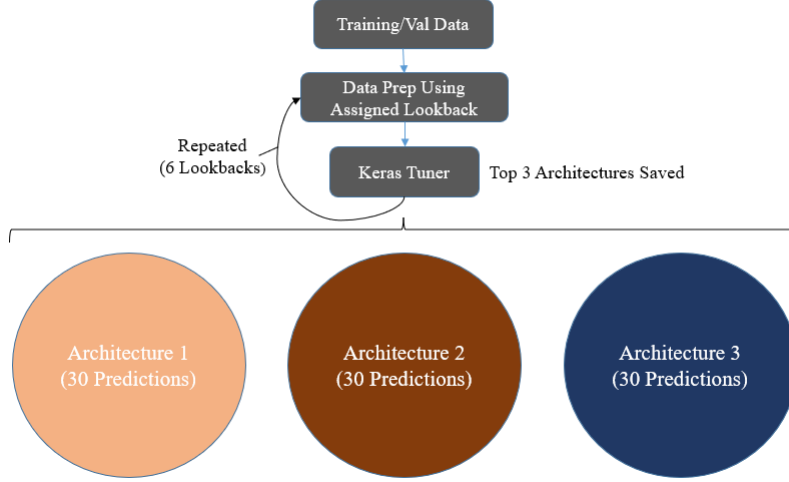 Training/Val Data
Data Prep Using
Assigned Lookback
Repeated
(6 Lookbacks)
Keras Tuner
Top 3 Architectures Saved
Architecture 1
(30 Predictions)
Architecture 2
(30 Predictions)
Architecture 3
(30 Predictions)